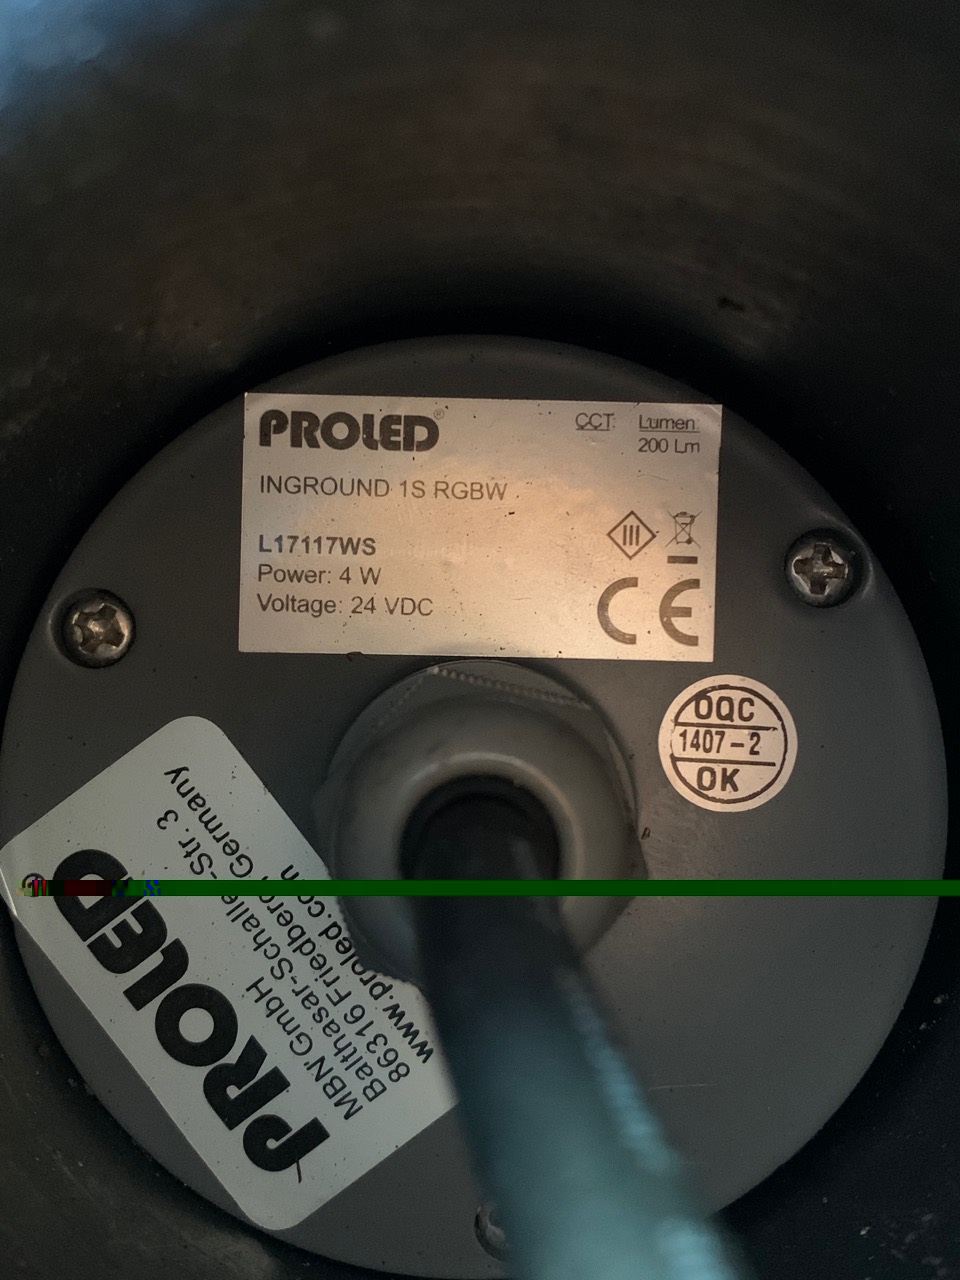 PROLED®
CCT: Lumen:
200 Lm
INGROUND 1S RGBW
L17117WS
Power: 4 W
Voltage: 24 VDC
III
CE
OQC
1407-2
OK
PROLED
MBN GmbH
Balthasar-Schaller-Str. 3
86316 Friedberg Germany
www.proled.com